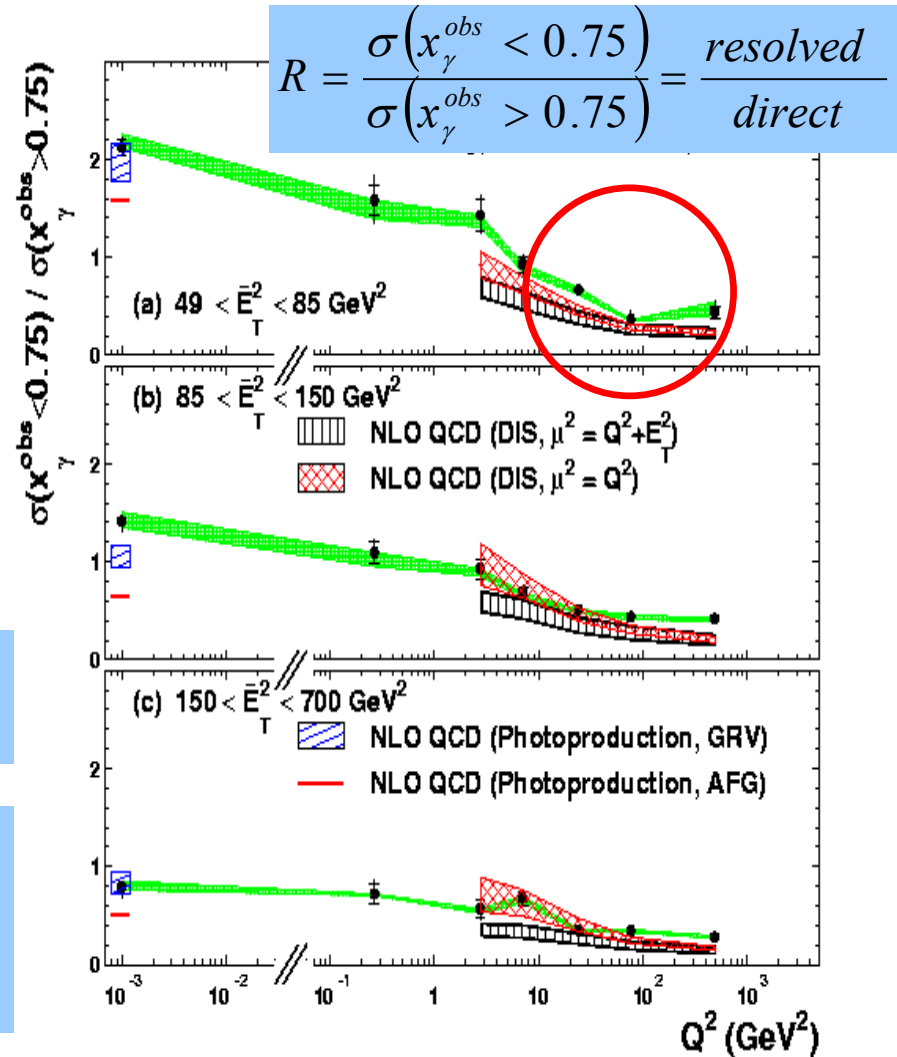 R = σ(x_γ^obs < 0.75) / σ(x_γ^obs > 0.75) = resolved / direct
σ(x_γ^obs<0.75) / σ(x_γ^obs>0.75)
2
1
0
(a) 49 < Ē_T^2 < 85 GeV^2
(b) 85 < Ē_T^2 < 150 GeV^2
NLO QCD (DIS, μ^2 = Q^2+E_T^2)
NLO QCD (DIS, μ^2 = Q^2)
2
1
0
(c) 150 < Ē_T^2 < 700 GeV^2
NLO QCD (Photoproduction, GRV)
NLO QCD (Photoproduction, AFG)
2
1
0
10^-3 10^-2 10^-1 1 10 10^2 10^3
Q^2 (GeV^2)